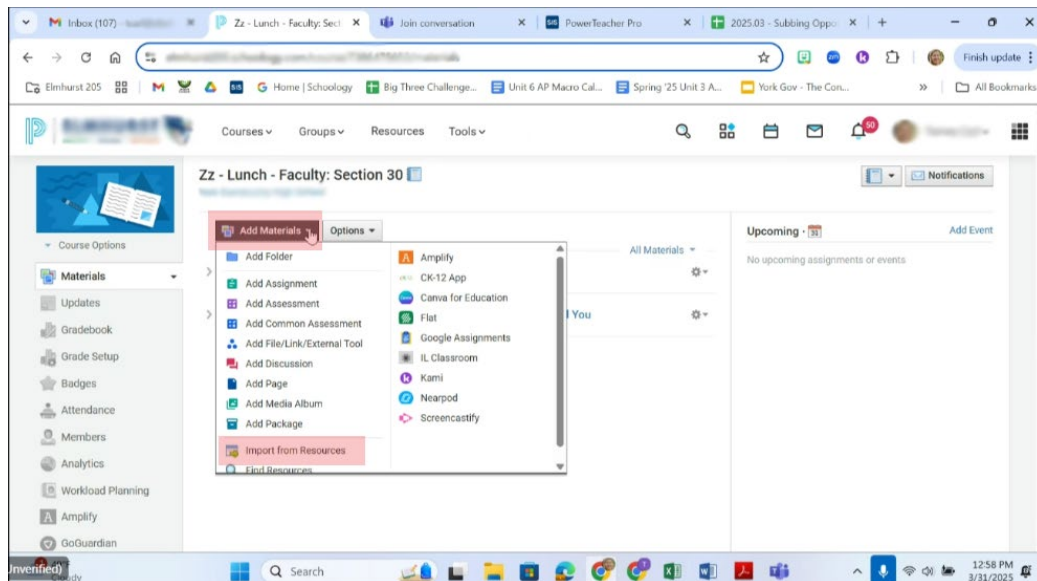 Inbox (107) -
Zz - Lunch - Faculty: Sect
Join conversation
PowerTeacher Pro
2025.03 - Subbing Oppo
Finish update
Elmhurst 205
Home | Schoology
Big Three Challenge...
Unit 6 AP Macro Cal...
Spring '25 Unit 3 A...
York Gov - The Con...
All Bookmarks
Courses
Groups
Resources
Tools
50
Zz - Lunch - Faculty: Section 30
Notifications
Course Options
Materials
Updates
Gradebook
Grade Setup
Badges
Attendance
Members
Analytics
Workload Planning
Amplify
GoGuardian
Add Materials
Options
All Materials
Add Folder
Add Assignment
Add Assessment
Add Common Assessment
Add File/Link/External Tool
Add Discussion
Add Page
Add Media Album
Add Package
Import from Resources
Find Resources
Amplify
CK-12 App
Canva for Education
Flat
Google Assignments
IL Classroom
Kami
Nearpod
Screencastify
You
Upcoming ·
Add Event
No upcoming assignments or events
Unverified)
Cloudy
Search
12:58 PM
3/31/2025